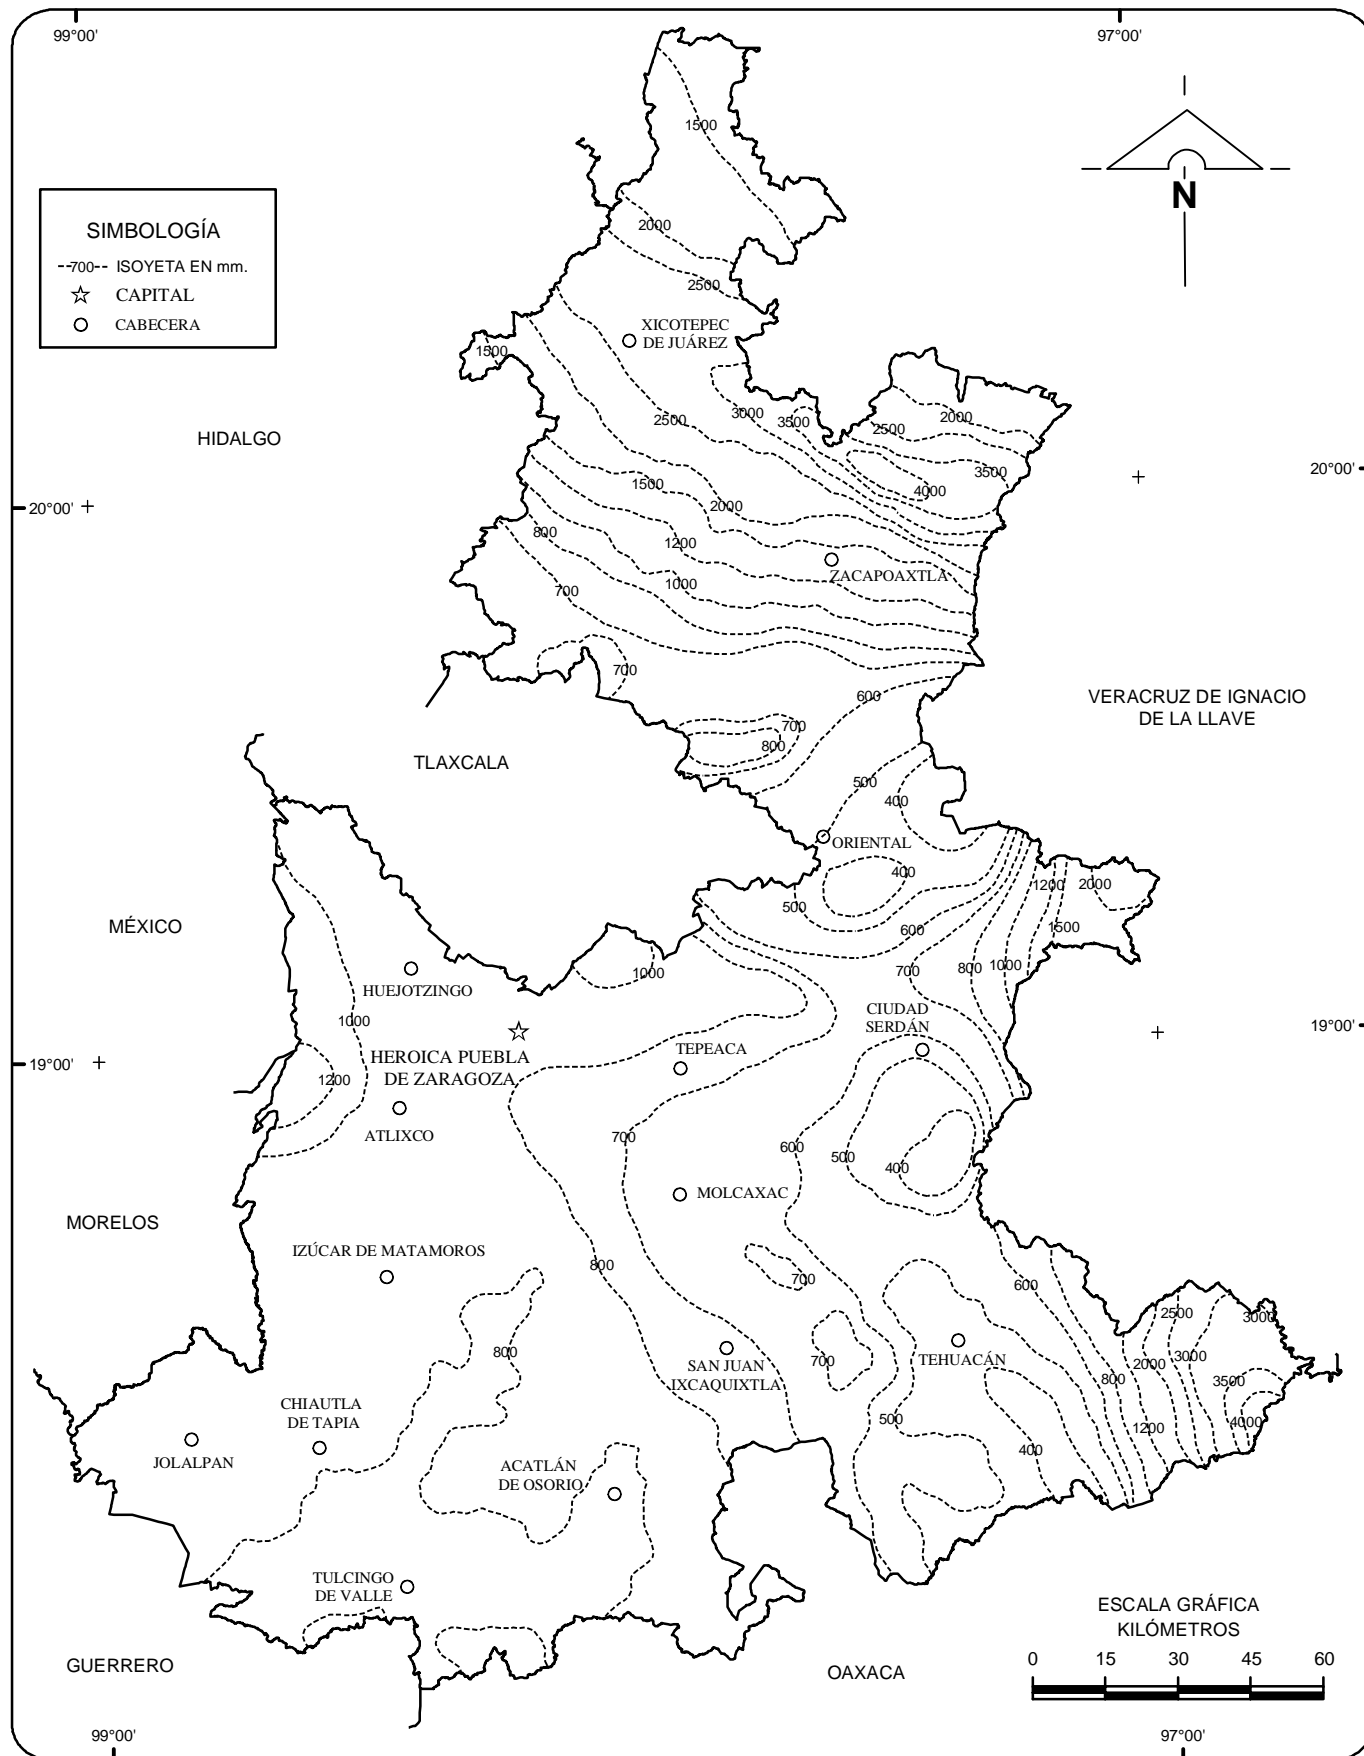 99°00'
97°00'
1500
N
SIMBOLOGÍA
--700-- ISOYETA EN mm.
CAPITAL
CABECERA
2000
2500
XICOTEPEC
DE JUÁREZ
1500
HIDALGO
2500
3000
3500
2000
2500
3500
4000
20°00'
20°00'
1500
2000
800
1200
1000
700
ZACAPOAXTLA
700
600
VERACRUZ DE IGNACIO
DE LA LLAVE
700
800
TLAXCALA
500
400
ORIENTAL
400
500
1200
2000
1500
600
700
800
1000
MÉXICO
1000
HUEJOTZINGO
CIUDAD
SERDÁN
1000
19°00'
HEROICA PUEBLA
DE ZARAGOZA
TEPEACA
19°00'
1200
ATLIXCO
700
600
500
400
MOLCAXAC
MORELOS
IZÚCAR DE MATAMOROS
800
700
600
2500
3000
800
SAN JUAN
IXCAQUIXTLA
700
TEHUACÁN
2000
3000
800
3500
CHIAUTLA
DE TAPIA
500
4000
1200
JOLALPAN
400
ACATLÁN
DE OSORIO
TULCINGO
DE VALLE
ESCALA GRÁFICA
KILÓMETROS
0 15 30 45 60
GUERRERO
OAXACA
99°00'
97°00'